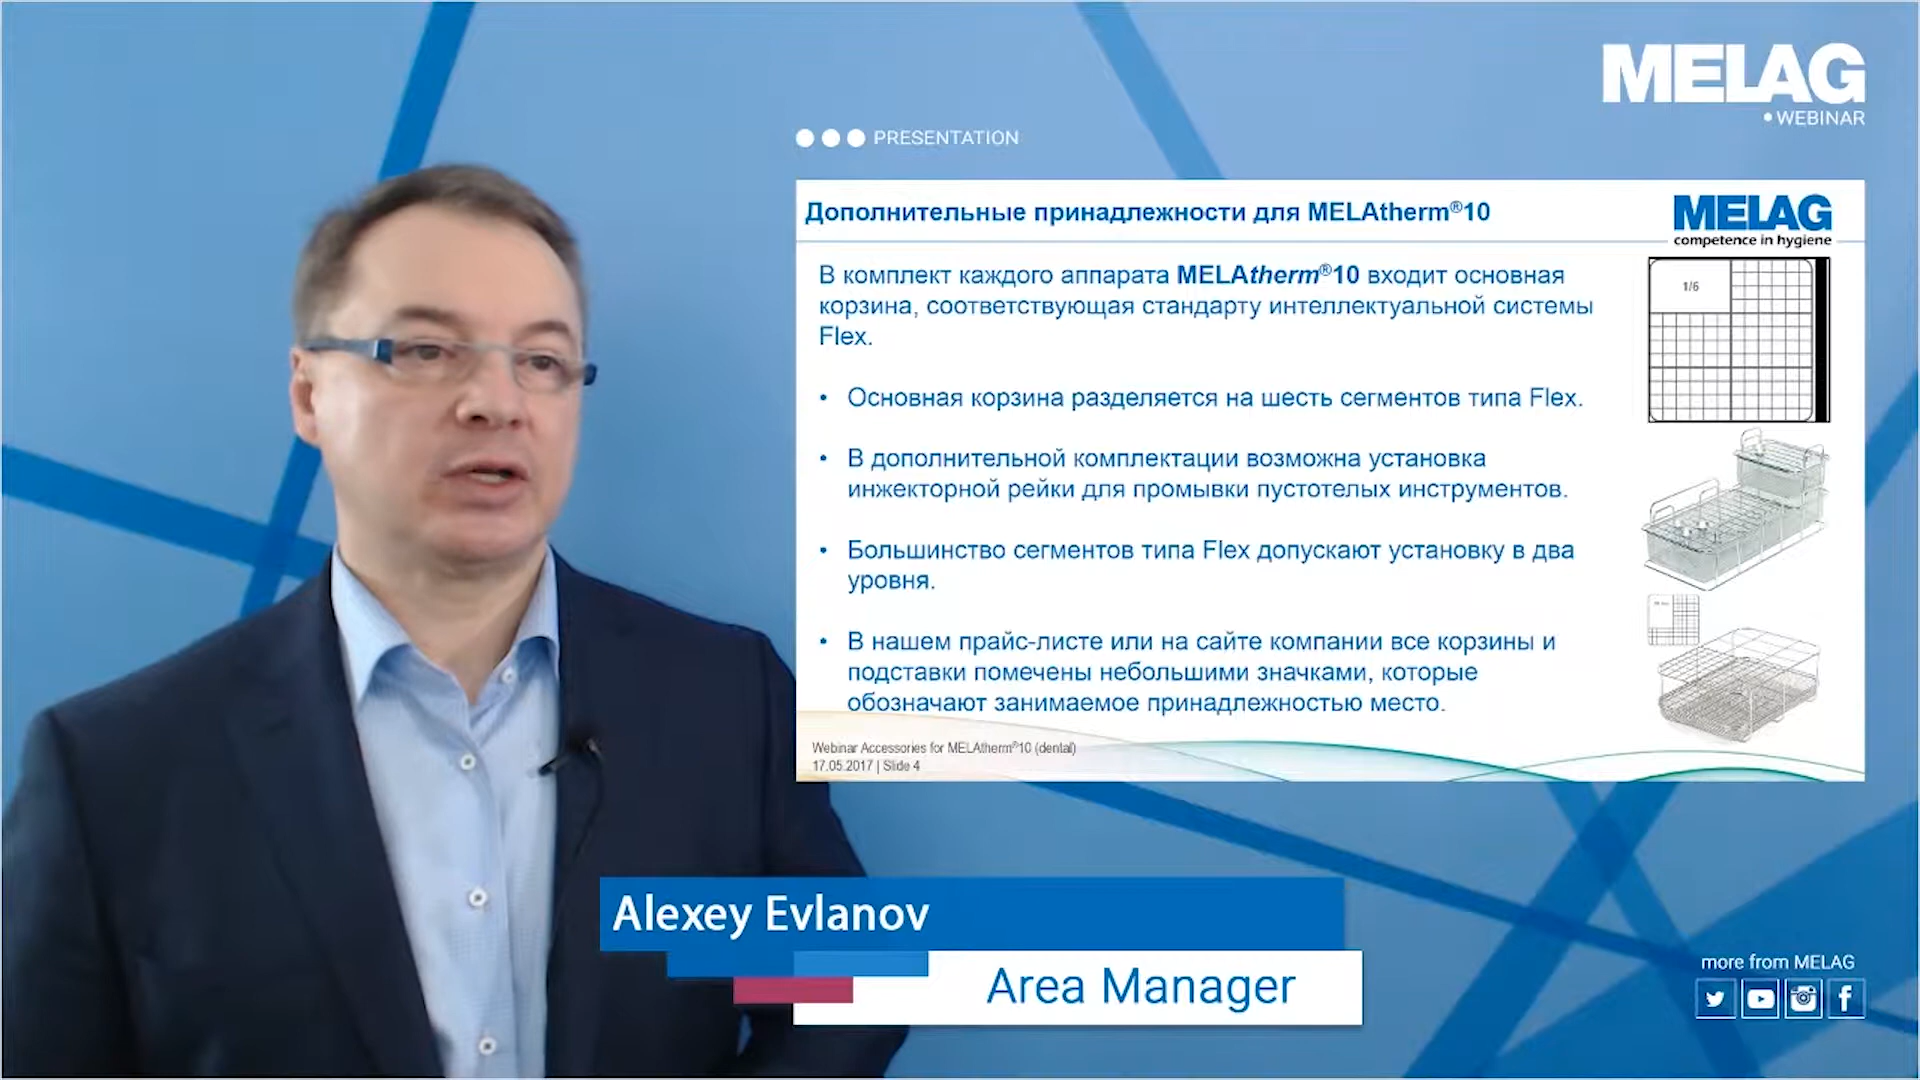 MELAG
• WEBINAR
PRESENTATION
Дополнительные принадлежности для MELAtherm®10
MELAG
competence in hygiene
В комплект каждого аппарата MELAtherm®10 входит основная
корзина, соответствующая стандарту интеллектуальной системы
Flex.
• Основная корзина разделяется на шесть сегментов типа Flex.
• В дополнительной комплектации возможна установка
инжекторной рейки для промывки пустотелых инструментов.
• Большинство сегментов типа Flex допускают установку в два
уровня.
• В нашем прайс-листе или на сайте компании все корзины и
подставки помечены небольшими значками, которые
обозначают занимаемое принадлежностью место.
1/6
Webinar Accessories for MELAtherm®10 (dental)
17.05.2017 | Slide 4
Alexey Evlanov
Area Manager
more from MELAG